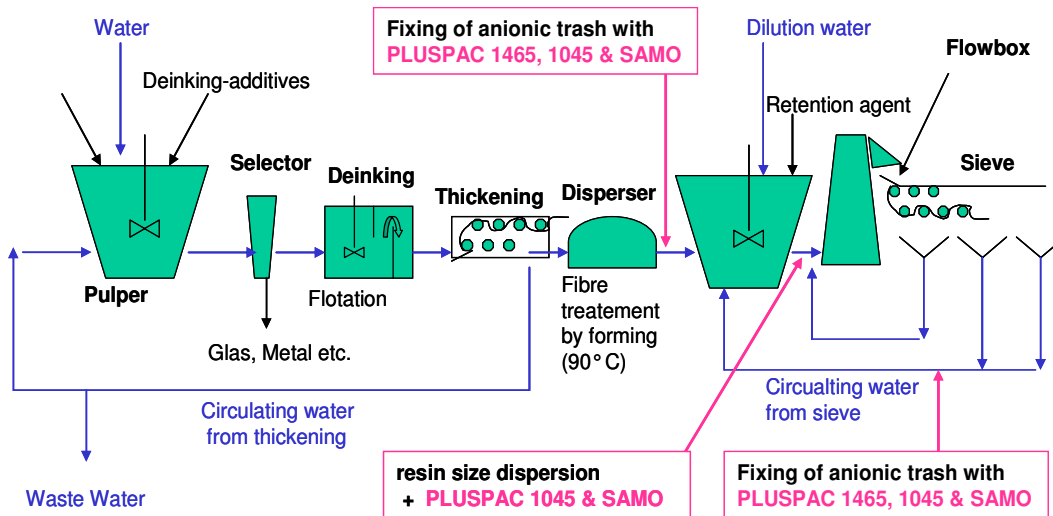 Water
Deinking-additives
Fixing of anionic trash with
PLUSPAC 1465, 1045 & SAMO
Dilution water
Flowbox
Retention agent
Selector
Deinking
Thickening
Disperser
Sieve
Pulper
Flotation
Glas, Metal etc.
Fibre
treatement
by forming
(90°C)
Circulating water
from thickening
Circualting water
from sieve
Waste Water
resin size dispersion
+ PLUSPAC 1045 & SAMO
Fixing of anionic trash with
PLUSPAC 1465, 1045 & SAMO